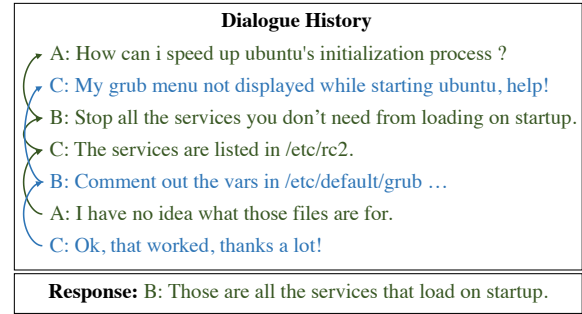 Dialogue History
A: How can i speed up ubuntu's initialization process ?
C: My grub menu not displayed while starting ubuntu, help!
B: Stop all the services you don’t need from loading on startup.
C: The services are listed in /etc/rc2.
B: Comment out the vars in /etc/default/grub …
A: I have no idea what those files are for.
C: Ok, that worked, thanks a lot!
Response: B: Those are all the services that load on startup.